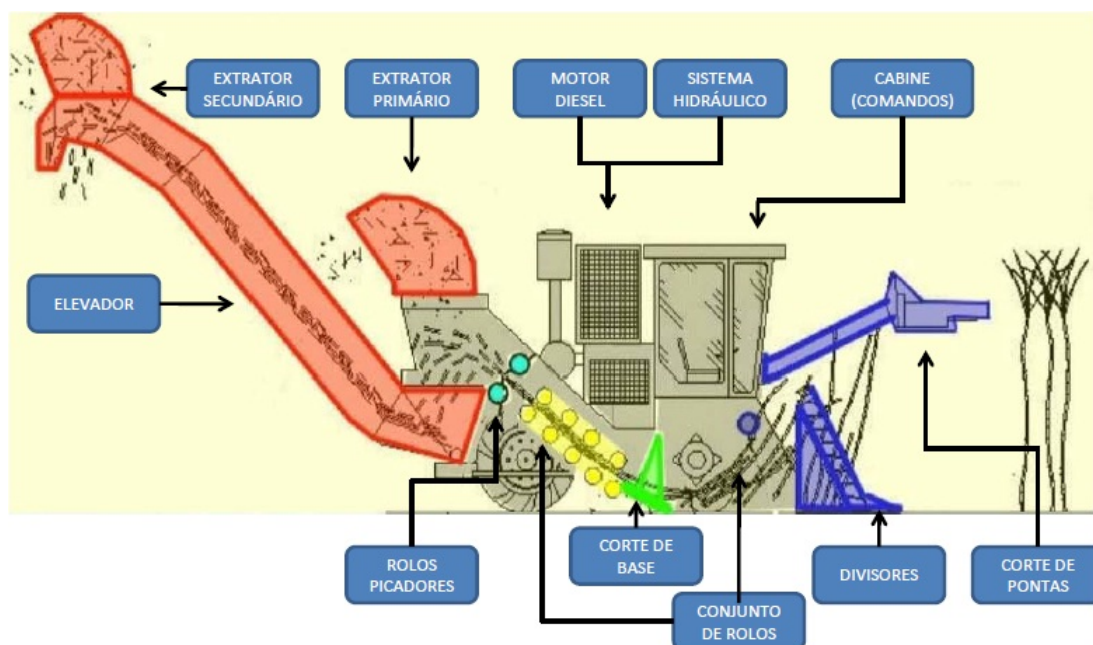 EXTRATOR
SECUNDÁRIO
EXTRATOR
PRIMÁRIO
MOTOR
DIESEL
SISTEMA
HIDRÁULICO
CABINE
(COMANDOS)
ELEVADOR
ROLOS
PICADORES
CORTE DE
BASE
CONJUNTO
DE ROLOS
DIVISORES
CORTE DE
PONTAS